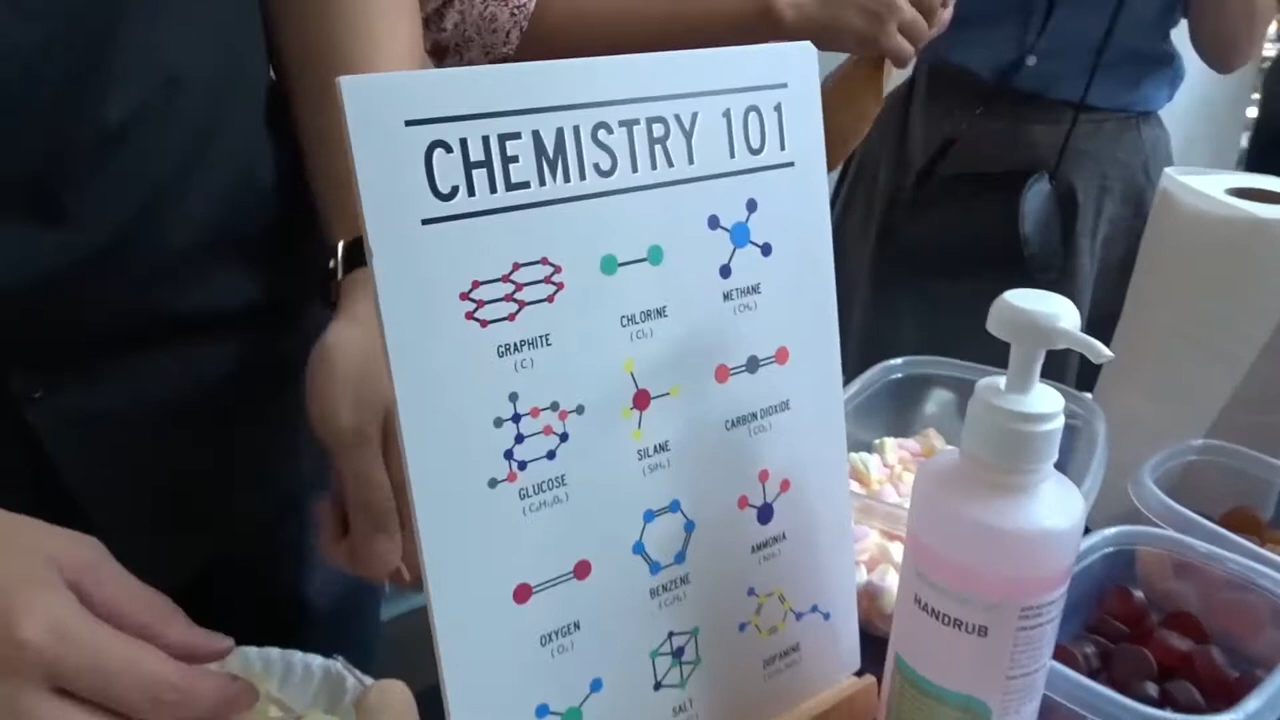 CHEMISTRY 101
GRAPHITE
(C)
CHLORINE
(Cl₂)
METHANE
(CH₄)
GLUCOSE
(C₆H₁₂O₆)
SILANE
(SiH₄)
CARBON DIOXIDE
(CO₂)
OXYGEN
(O₂)
BENZENE
(C₆H₆)
AMMONIA
(NH₃)
SALT
DOPAMINE
HANDRUB